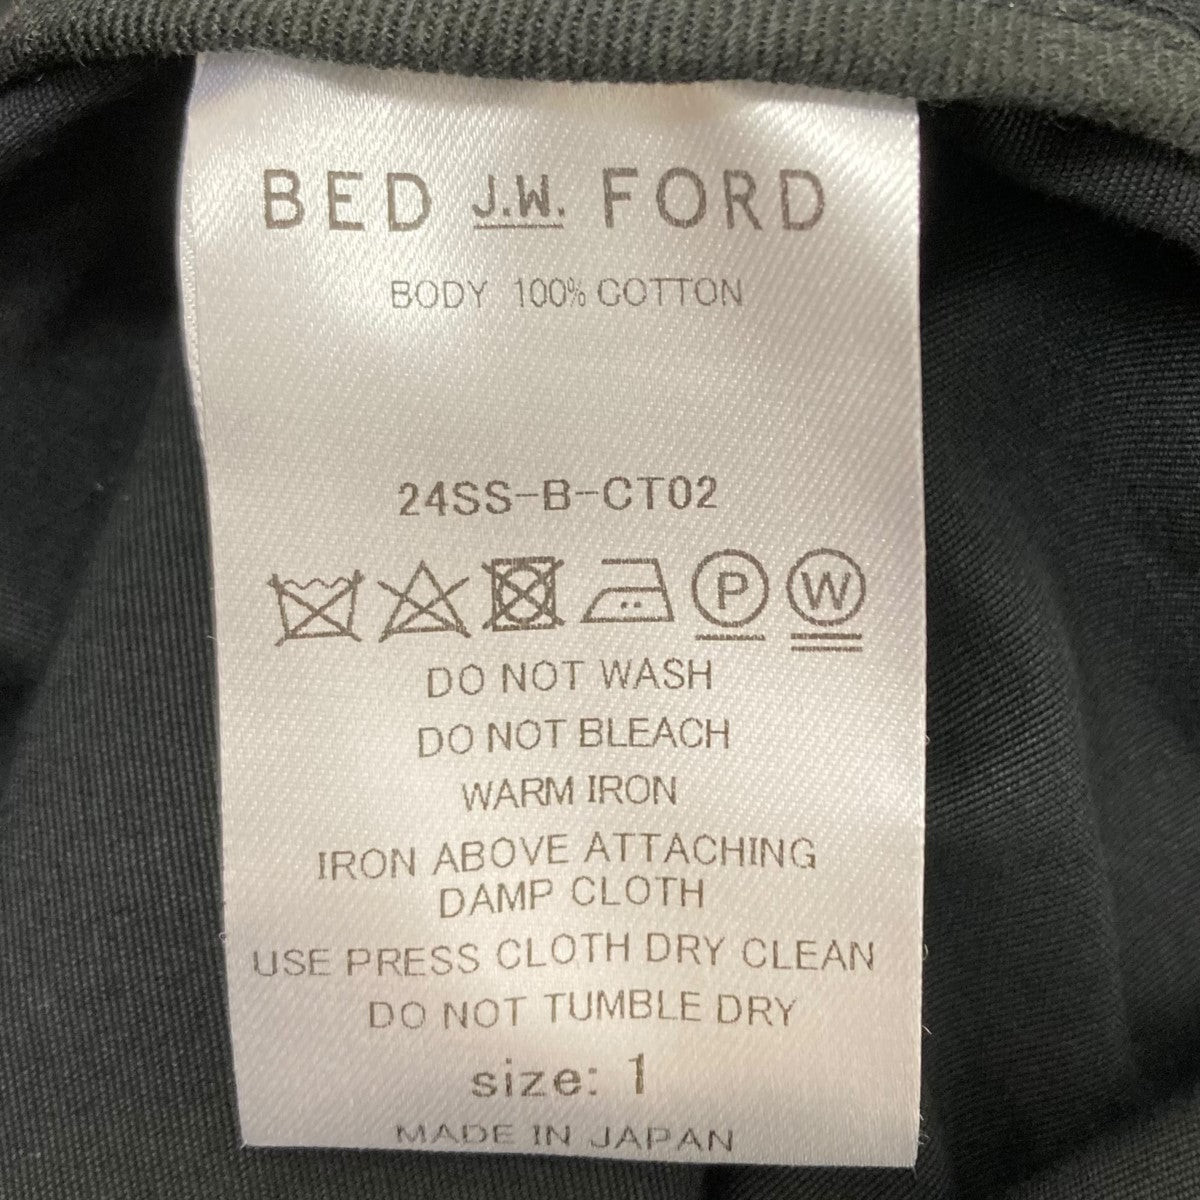 BED J.W. FORD
BODY 100% COTTON
24SS-B-CT02
P W
DO NOT WASH
DO NOT BLEACH
WARM IRON
IRON ABOVE ATTACHING
DAMP CLOTH
USE PRESS CLOTH DRY CLEAN
DO NOT TUMBLE DRY
size: 1
MADE IN JAPAN